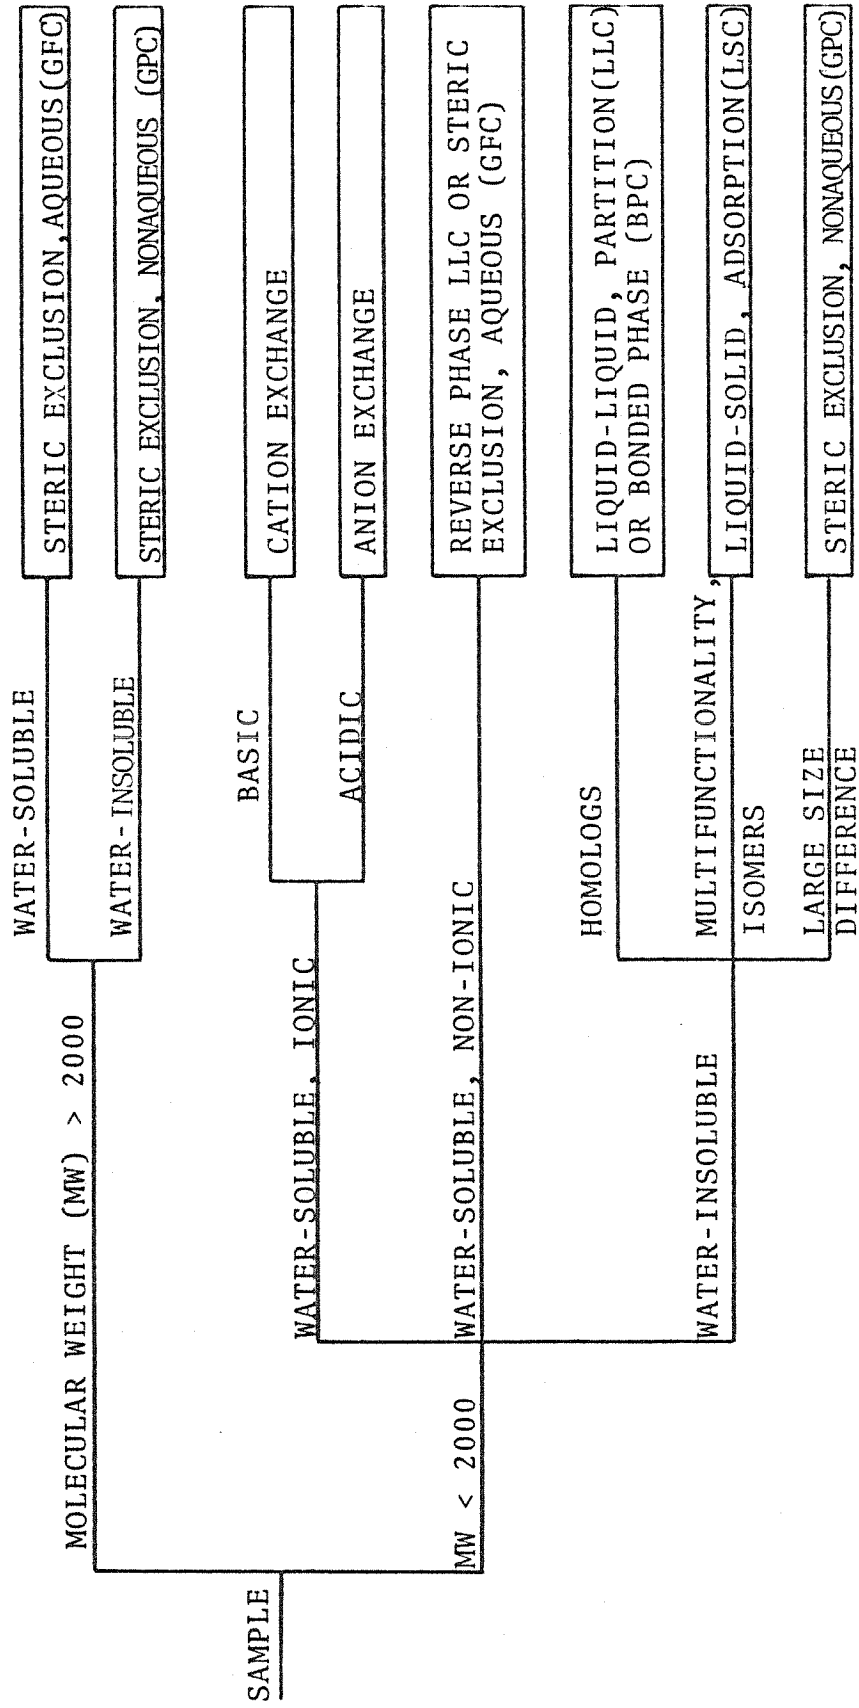 SAMPLE
MOLECULAR WEIGHT (MW) > 2000
WATER-SOLUBLE
STERIC EXCLUSION, AQUEOUS (GFC)
WATER-INSOLUBLE
STERIC EXCLUSION, NONAQUEOUS (GPC)
MW < 2000
WATER-SOLUBLE, IONIC
BASIC
CATION EXCHANGE
ACIDIC
ANION EXCHANGE
WATER-SOLUBLE, NON-IONIC
REVERSE PHASE LLC OR STERIC
EXCLUSION, AQUEOUS (GFC)
WATER-INSOLUBLE
HOMOLOGS
LIQUID-LIQUID, PARTITION(LLC)
OR BONDED PHASE (BPC)
MULTIFUNCTIONALITY,
ISOMERS
LIQUID-SOLID, ADSORPTION(LSC)
LARGE SIZE
DIFFERENCE
STERIC EXCLUSION, NONAQUEOUS(GPC)